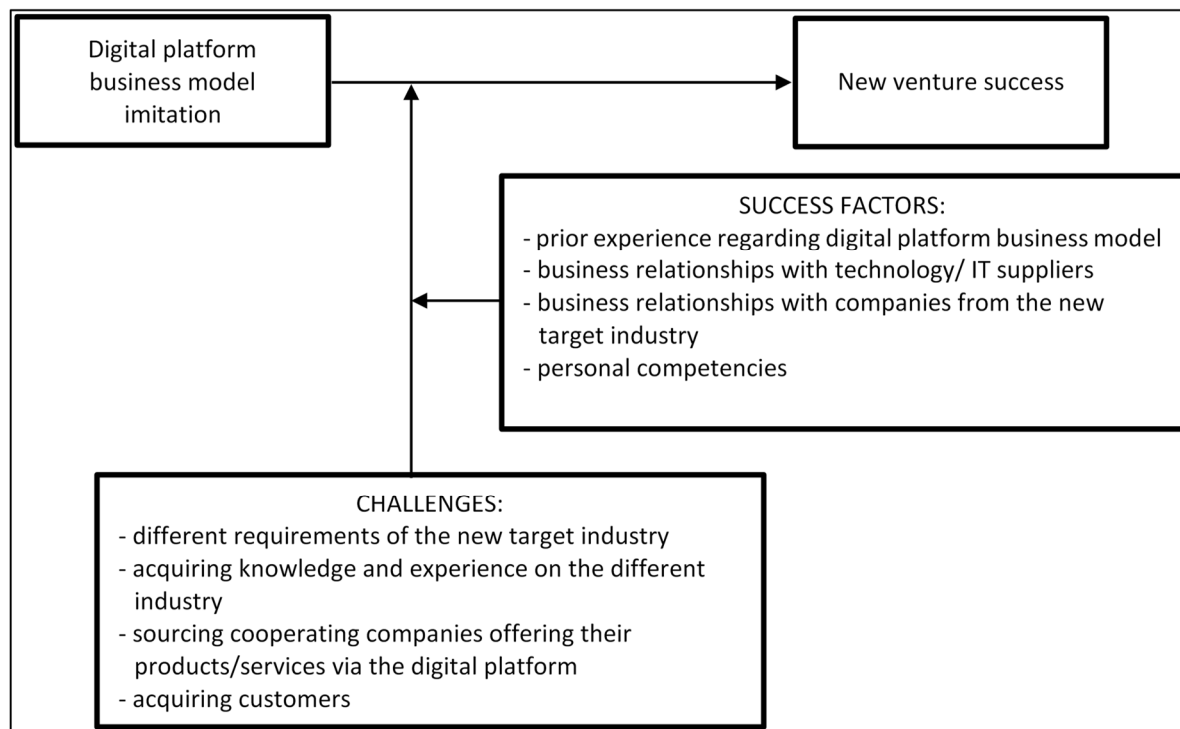 Digital platform
business model
imitation
New venture success
SUCCESS FACTORS:
- prior experience regarding digital platform business model
- business relationships with technology/ IT suppliers
- business relationships with companies from the new
target industry
- personal competencies
CHALLENGES:
- different requirements of the new target industry
- acquiring knowledge and experience on the different
industry
- sourcing cooperating companies offering their
products/services via the digital platform
- acquiring customers